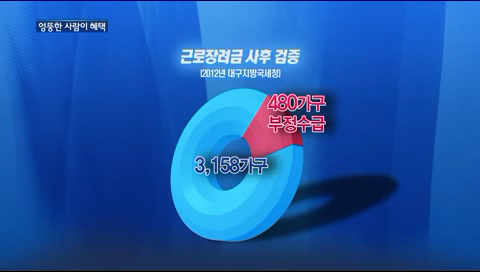 엉뚱한 사람이 혜택
근로장려금 사후 검증
(2012년 대구지방국세청)
480가구
부정수급
3,158가구